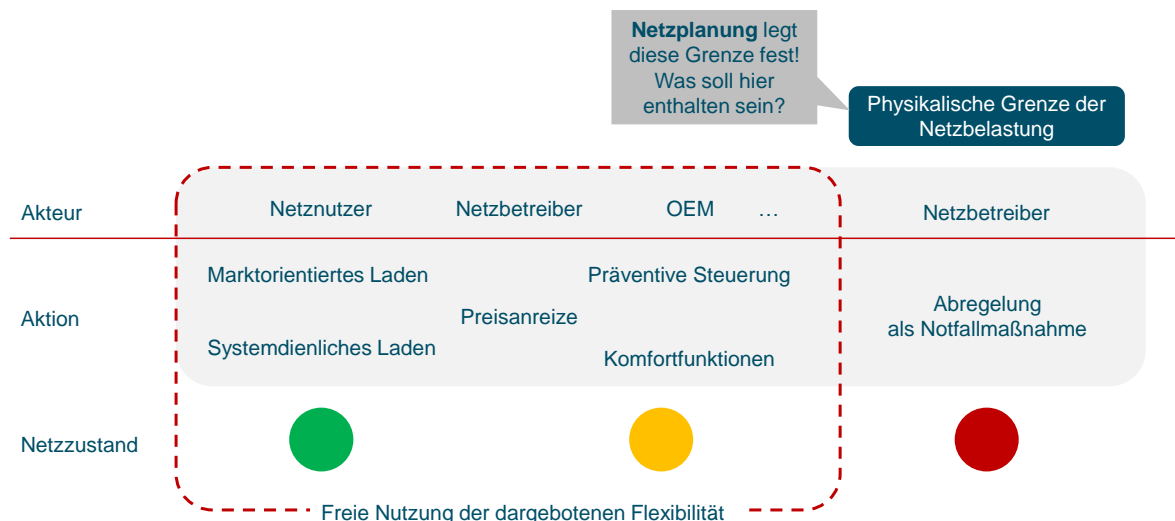 Netzplanung legt
diese Grenze fest!
Was soll hier
enthalten sein?
Physikalische Grenze der
Netzbelastung
Akteur
Netznutzer
Netzbetreiber
OEM
…
Netzbetreiber
Aktion
Marktorientiertes Laden
Präventive Steuerung
Preisanreize
Systemdienliches Laden
Komfortfunktionen
Abregelung
als Notfallmaßnahme
Netzzustand
Freie Nutzung der dargebotenen Flexibilität